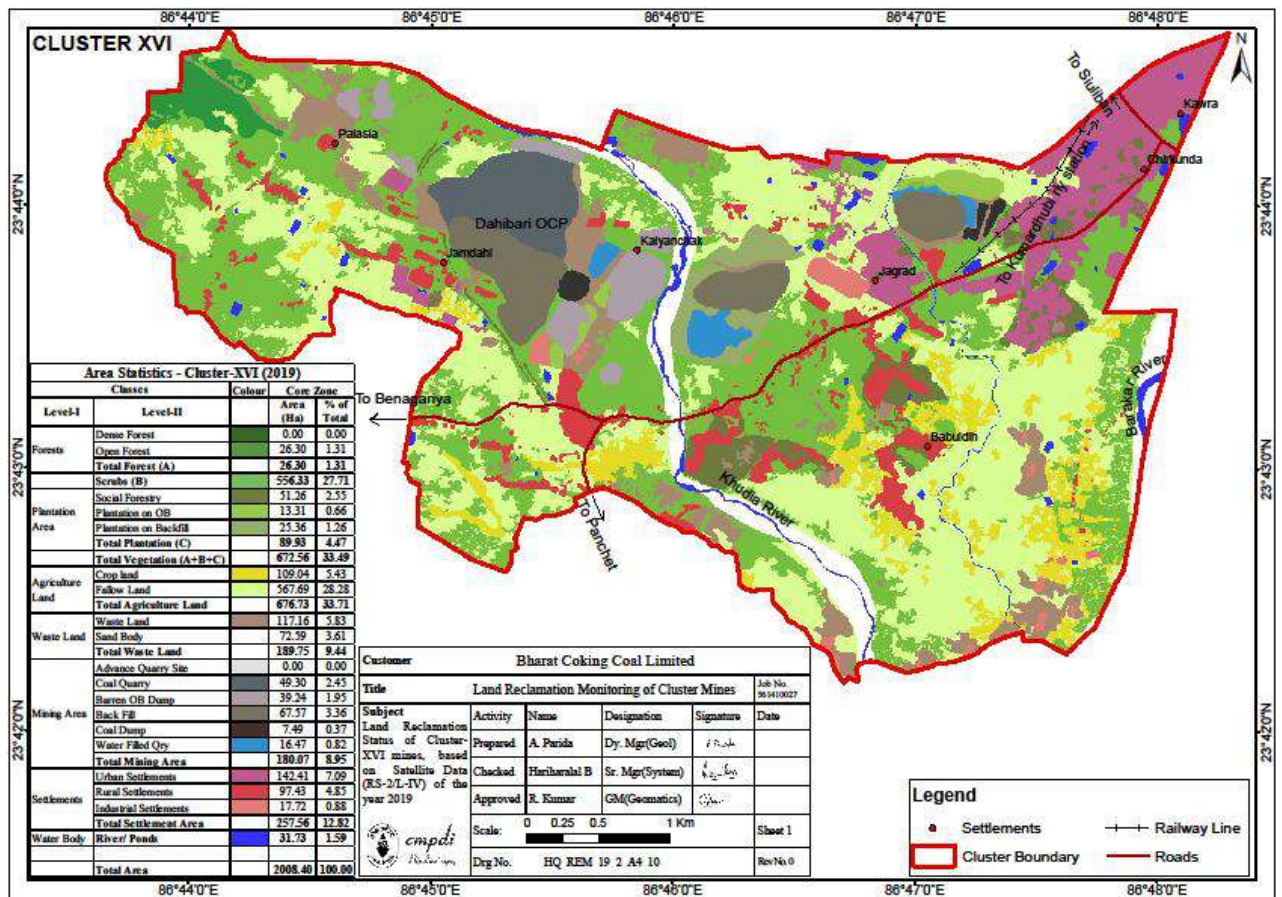 86°44'0"E 86°45'0"E 86°46'0"E 86°47'0"E 86°48'0"E
CLUSTER XVI
N
To Siuliban
Kawra
Palasia
Chirkunda
23°44'0"N 23°44'0"N
Dahibari OCP
Kalyanchak
To Kumardhubi rly station
Jamdahi
Jagrad
Barakar River
To Benaganya
Babuldih
23°43'0"N 23°43'0"N
Khudia River
To Panchet
23°42'0"N 23°42'0"N
Area Statistics - Cluster-XVI (2019)
Classes Colour Core Zone
Level-I Level-II Area (Ha) % of Total
Forests Dense Forest 0.00 0.00
Open Forest 26.30 1.31
Total Forest (A) 26.30 1.31
Scrubs (B) 556.33 27.71
Plantation Area Social Forestry 51.26 2.55
Plantation on OB 13.31 0.66
Plantation on Backfill 25.36 1.26
Total Plantation (C) 89.93 4.47
Total Vegetation (A+B+C) 672.56 33.49
Agriculture Land Crop land 109.04 5.43
Fallow Land 567.69 28.28
Total Agriculture Land 676.73 33.71
Waste Land Waste Land 117.16 5.83
Sand Body 72.59 3.61
Total Waste Land 189.75 9.44
Mining Area Advance Quarry Site 0.00 0.00
Coal Quarry 49.30 2.45
Barren OB Dump 39.24 1.95
Back Fill 67.57 3.36
Coal Dump 7.49 0.37
Water Filled Qry 16.47 0.82
Total Mining Area 180.07 8.95
Settlements Urban Settlements 142.41 7.09
Rural Settlements 97.43 4.85
Industrial Settlements 17.72 0.88
Total Settlement Area 257.56 12.82
Water Body River/ Ponds 31.73 1.59
Total Area 2008.40 100.00
Customer Bharat Coking Coal Limited
Title Land Reclamation Monitoring of Cluster Mines Job No. 561410027
Subject
Land Reclamation Status of Cluster-XVI mines, based on Satellite Data (RS-2/L-IV) of the year 2019
Activity Name Designation Signature Date
Prepared A. Parida Dy. Mgr(Geol)
Checked Hariharalal B Sr. Mgr(System)
Approved R. Kumar GM(Geomatics)
Scale: 0 0.25 0.5 1 Km Sheet 1
cmpdi
Drg No. HQ REM 19 2 A4 10 Rev No.0
Legend
Settlements Railway Line
Cluster Boundary Roads
86°44'0"E 86°45'0"E 86°46'0"E 86°47'0"E 86°48'0"E